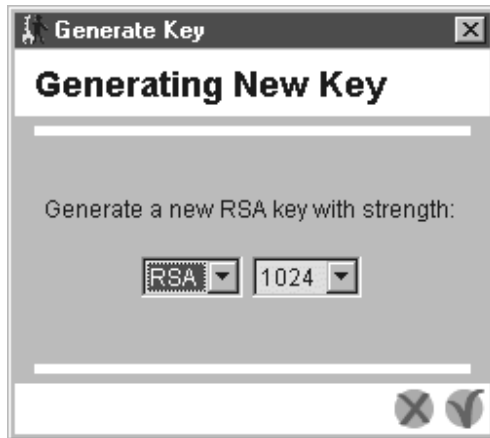 Generate Key
Generating New Key
Generate a new RSA key with strength:
RSA 1024